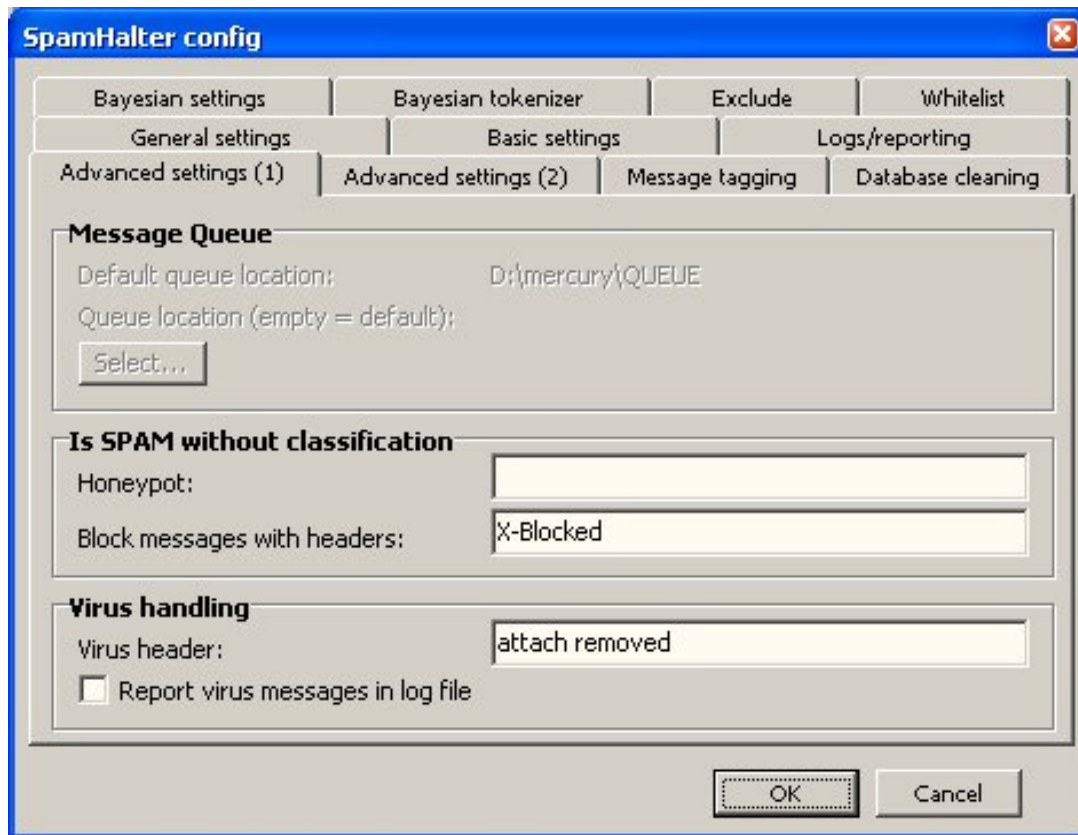 SpamHalter config
Bayesian settings Bayesian tokenizer Exclude Whitelist
General settings Basic settings Logs/reporting
Advanced settings (1) Advanced settings (2) Message tagging Database cleaning
Message Queue
Default queue location: D:\mercury\QUEUE
Queue location (empty = default):
Select...
Is SPAM without classification
Honeypot:
Block messages with headers: X-Blocked
Virus handling
Virus header: attach removed
Report virus messages in log file
OK Cancel